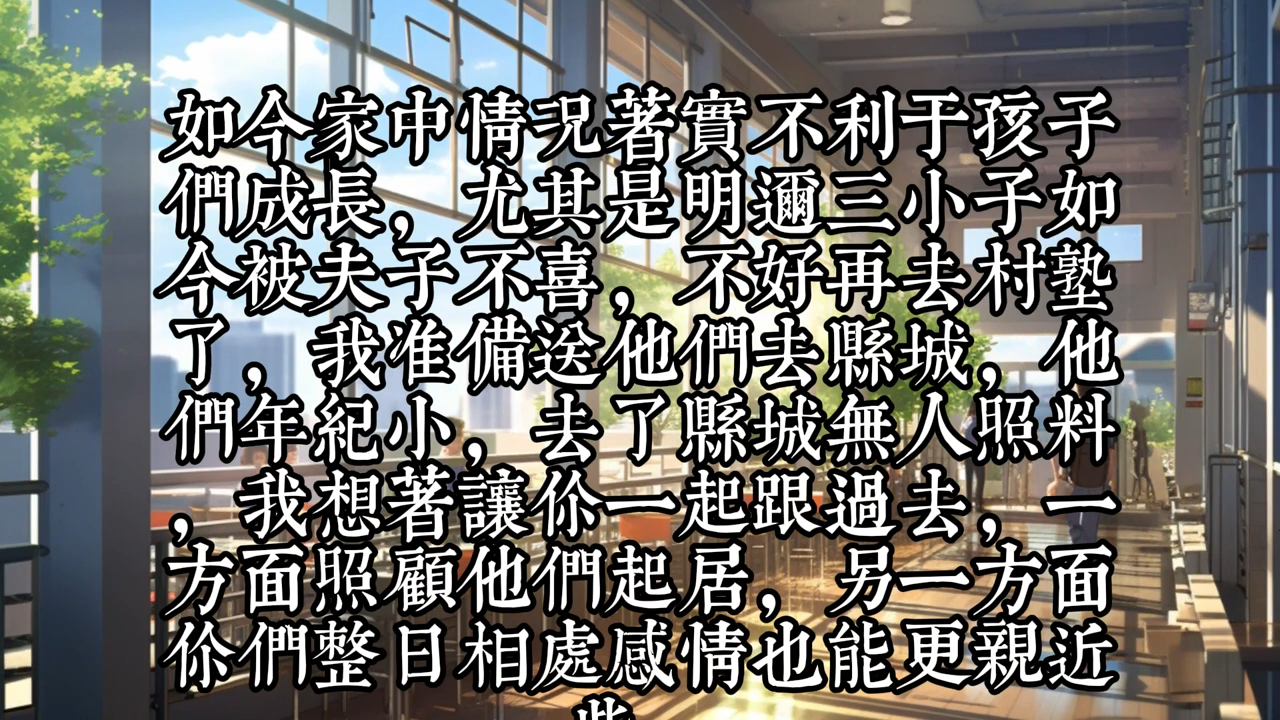 如今家中情況著實不利于孩子
們成長，尤其是明邇三小子如
今被夫子不喜，不好再去村塾
了，我准備送他們去縣城，他
們年紀小，去了縣城無人照料
，我想著讓你一起跟過去，一
方面照顧他們起居，另一方面
你們整日相處感情也能更親近
些